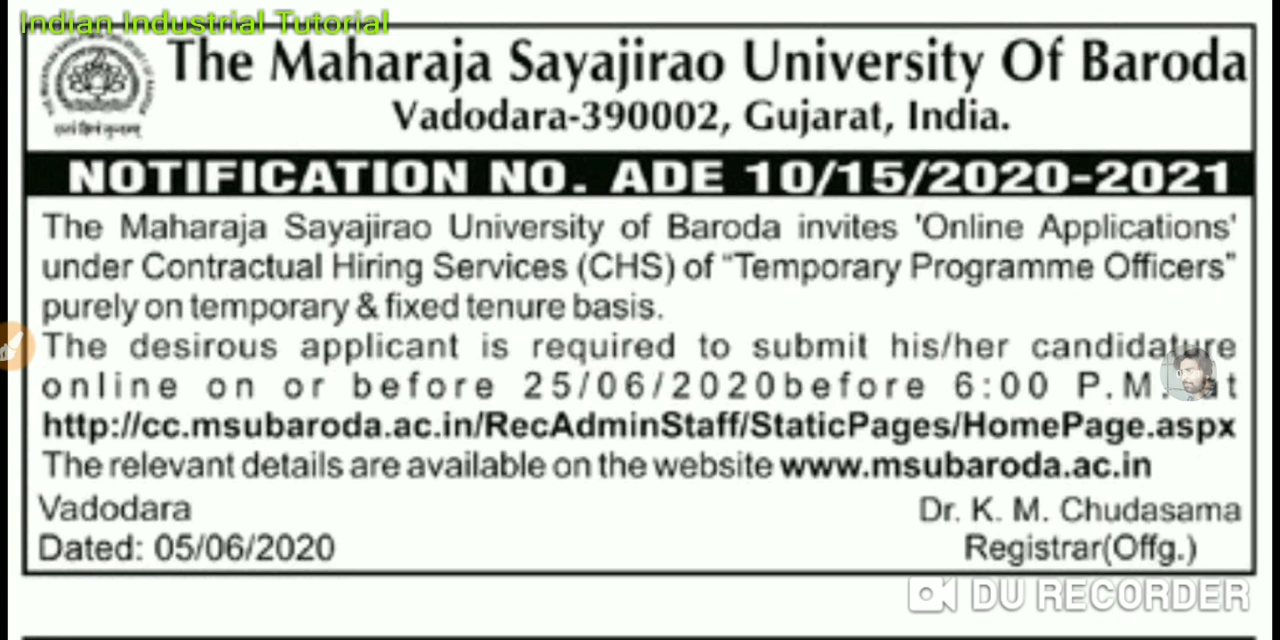 Indian Industrial Tutorial
The Maharaja Sayajirao University Of Baroda
Vadodara-390002, Gujarat, India.
NOTIFICATION NO. ADE 10/15/2020-2021
The Maharaja Sayajirao University of Baroda invites 'Online Applications'
under Contractual Hiring Services (CHS) of "Temporary Programme Officers"
purely on temporary & fixed tenure basis.
The desirous applicant is required to submit his/her candidature
online on or before 25/06/2020before 6:00 P.M. at
http://cc.msubaroda.ac.in/RecAdminStaff/StaticPages/HomePage.aspx
The relevant details are available on the website www.msubaroda.ac.in
Vadodara
Dr. K. M. Chudasama
Dated: 05/06/2020
Registrar(Offg.)
DU RECORDER